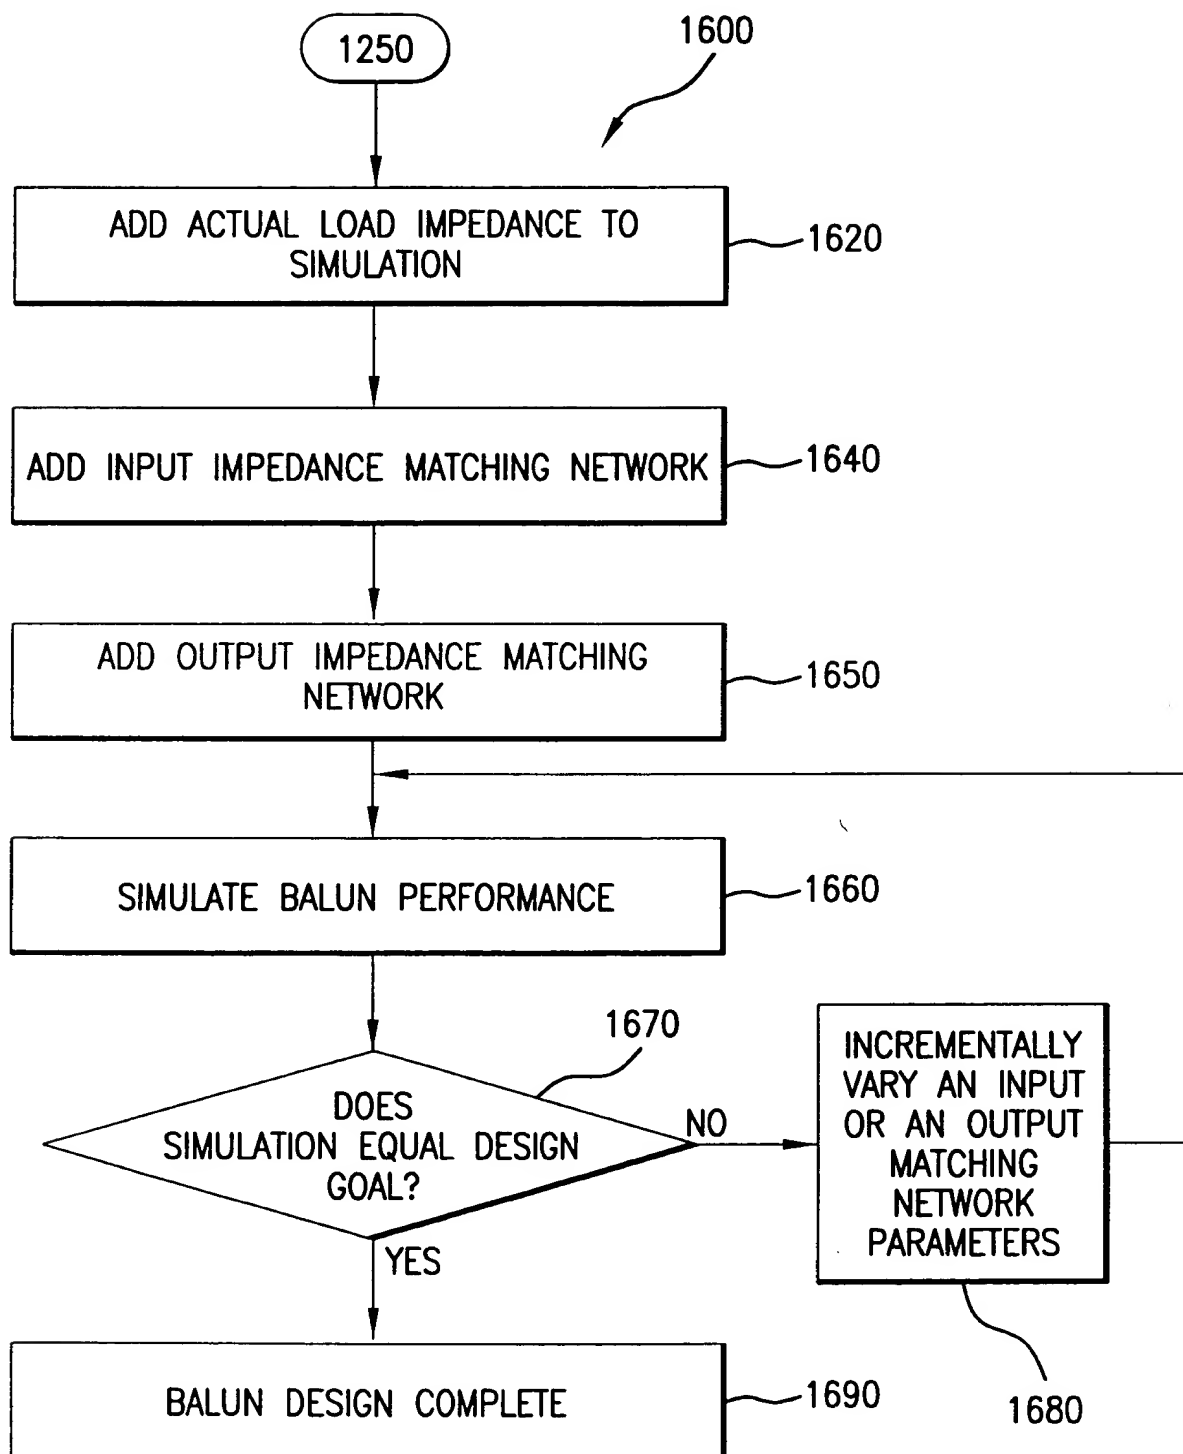 1250
1600
ADD ACTUAL LOAD IMPEDANCE TO
SIMULATION
1620
ADD INPUT IMPEDANCE MATCHING NETWORK
1640
ADD OUTPUT IMPEDANCE MATCHING
NETWORK
1650
SIMULATE BALUN PERFORMANCE
1660
1670
DOES
SIMULATION EQUAL DESIGN
GOAL?
NO
YES
INCREMENTALLY
VARY AN INPUT
OR AN OUTPUT
MATCHING
NETWORK
PARAMETERS
1680
BALUN DESIGN COMPLETE
1690